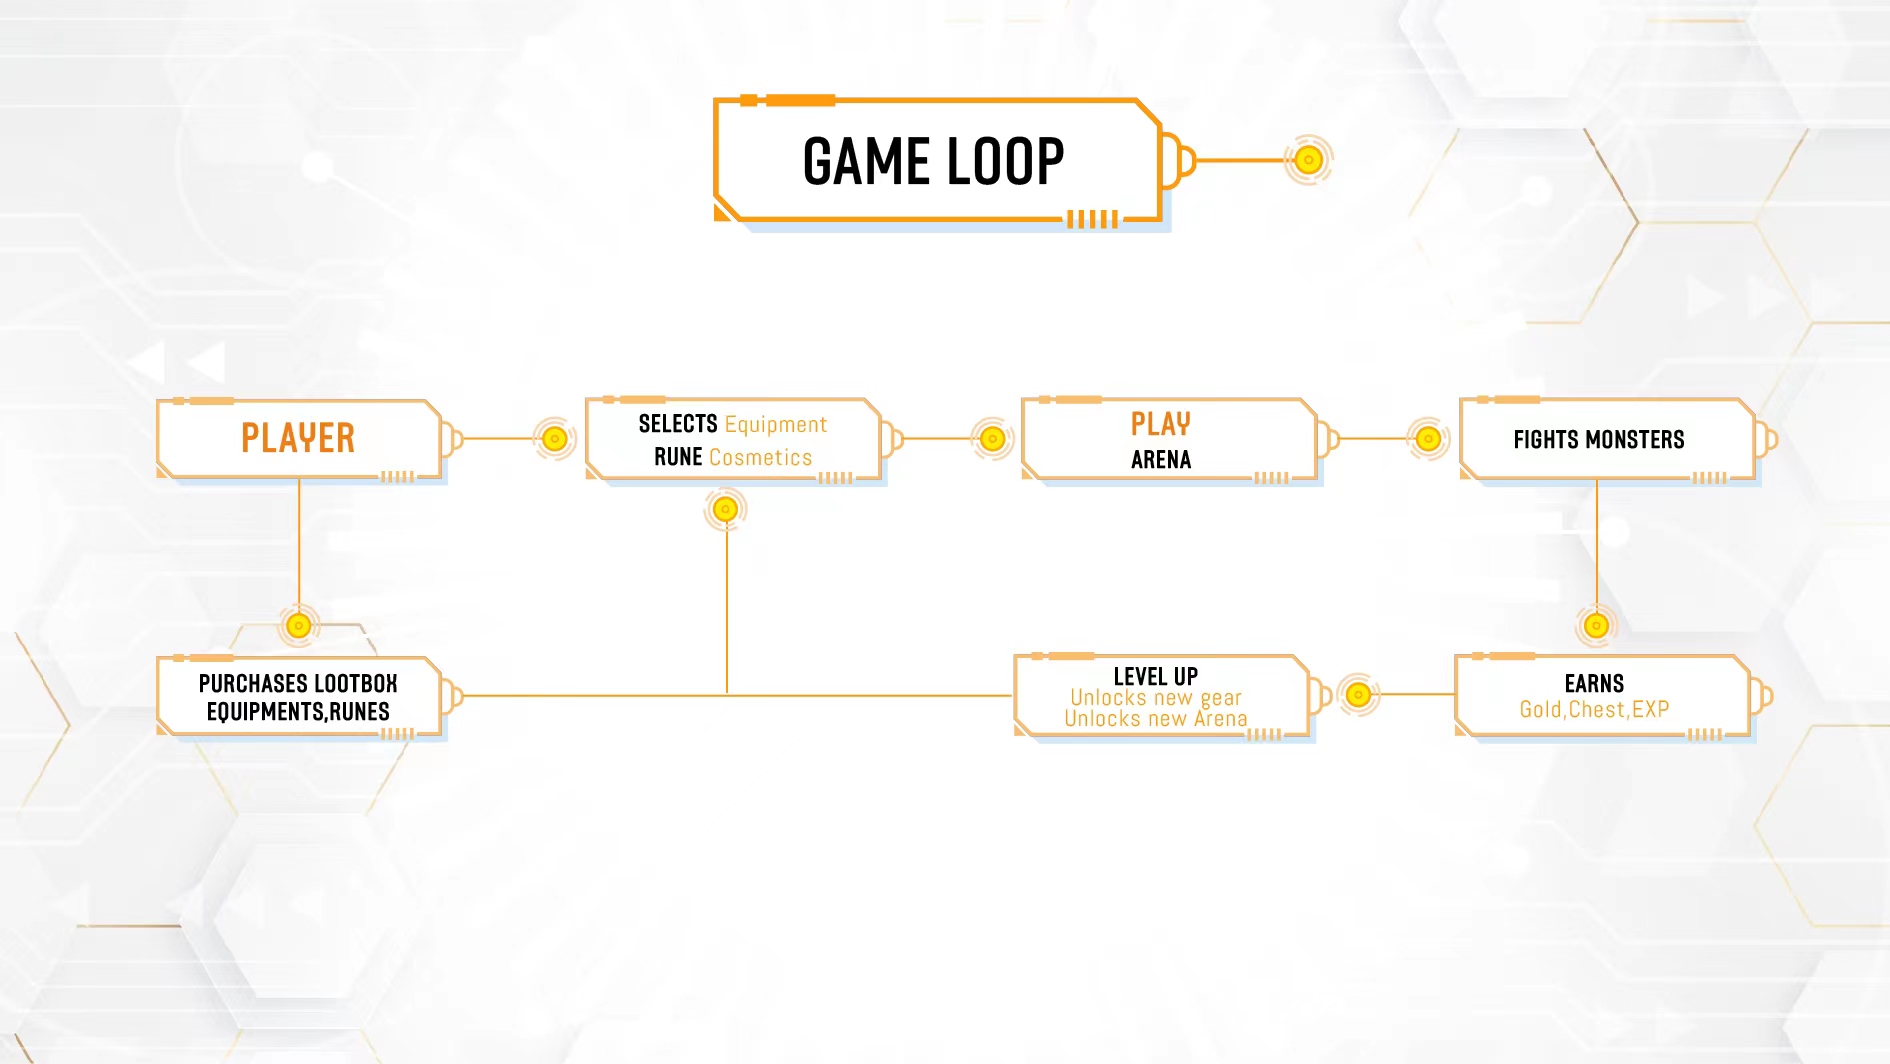 GAME LOOP
PLAYER
SELECTS Equipment
RUNE Cosmetics
PLAY
ARENA
FIGHTS MONSTERS
PURCHASES LOOTBOX
EQUIPMENTS,RUNES
LEVEL UP
Unlocks new gear
Unlocks new Arena
EARNS
Gold,Chest,EXP